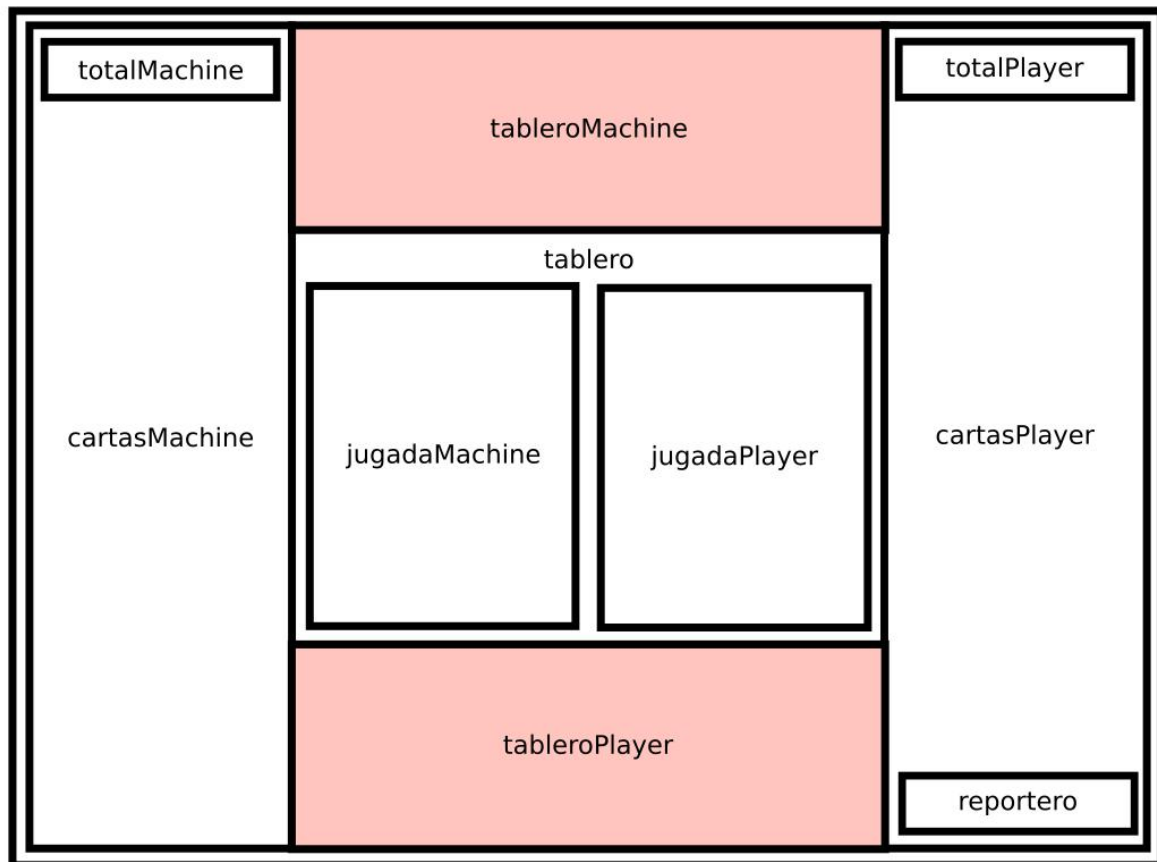 totalMachine
tableroMachine
totalPlayer
tablero
cartasMachine
jugadaMachine
jugadaPlayer
cartasPlayer
tableroPlayer
reportero